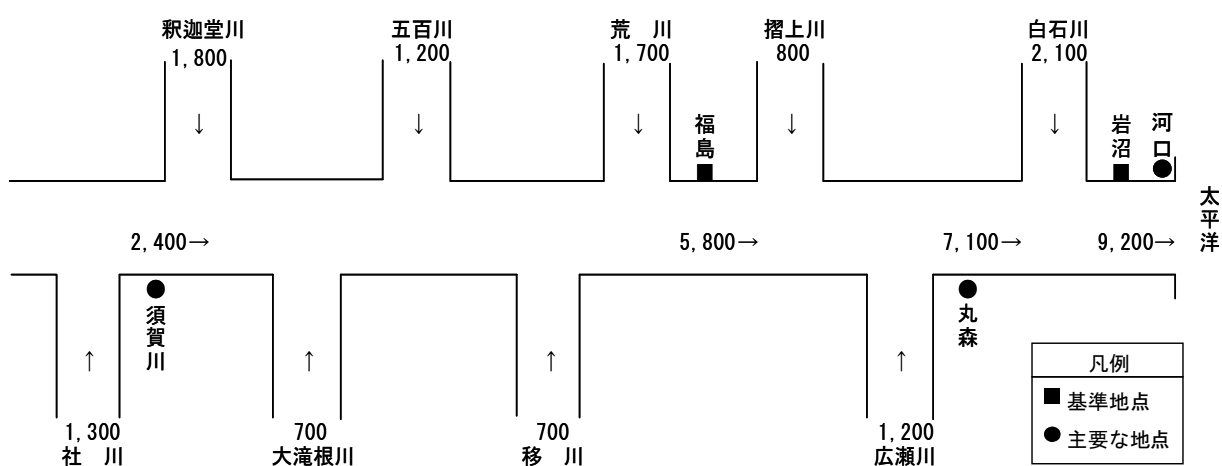 釈迦堂川
1,800
↓
五百川
1,200
↓
荒　川
1,700
↓
福島
摺上川
800
↓
白石川
2,100
↓
岩沼
河口
太平洋
2,400→
5,800→
7,100→
9,200→
須賀川
丸森
↑
1,300
社　川
↑
700
大滝根川
↑
700
移　川
↑
1,200
広瀬川
凡例
■ 基準地点
● 主要な地点